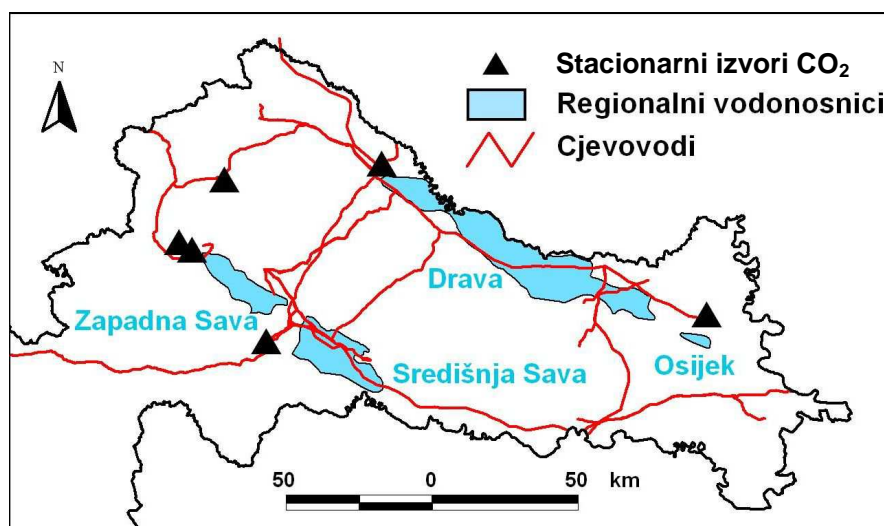 N
Stacionarni izvori CO₂
Regionalni vodonosnici
Cjevovodi
Drava
Zapadna Sava
Središnja Sava
Osijek
50 0 50 km